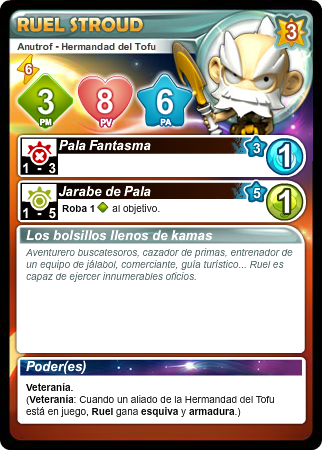 RUEL STROUD
3
Anutrof - Hermandad del Tofu
6
3
PM
8
PV
6
PA
Pala Fantasma
3
1
1 - 3
Jarabe de Pala
5
1
1 - 5
Roba 1 al objetivo.
Los bolsillos llenos de kamas
Aventurero buscatesoros, cazador de primas, entrenador de
un equipo de jálabol, comerciante, guía turístico... Ruel es
capaz de ejercer innumerables oficios.
Poder(es)
Veteranía.
(Veteranía: Cuando un aliado de la Hermandad del Tofu
está en juego, Ruel gana esquiva y armadura.)